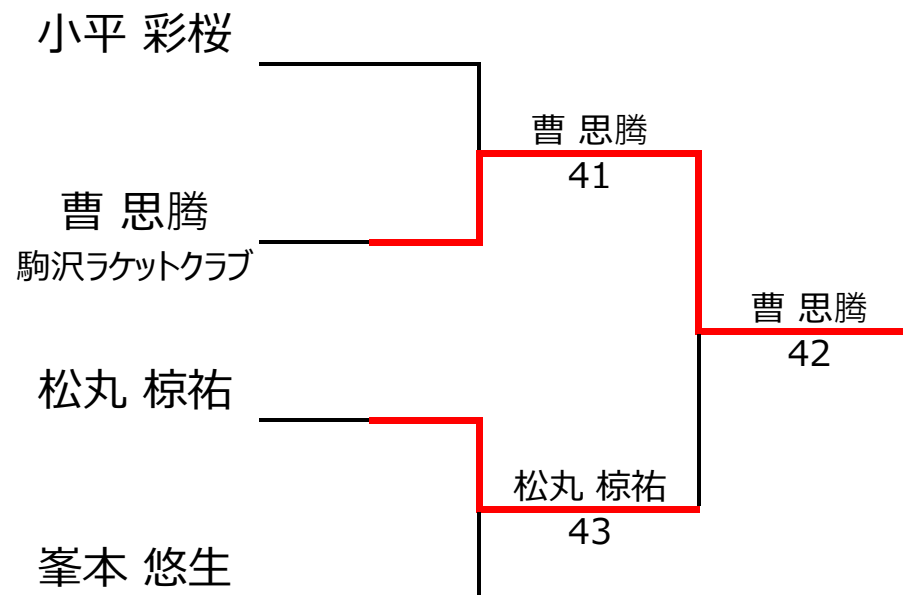 小平 彩桜
曹 思腾
41
曹 思腾
駒沢ラケットクラブ
曹 思腾
42
松丸 椋祐
松丸 椋祐
43
峯本 悠生